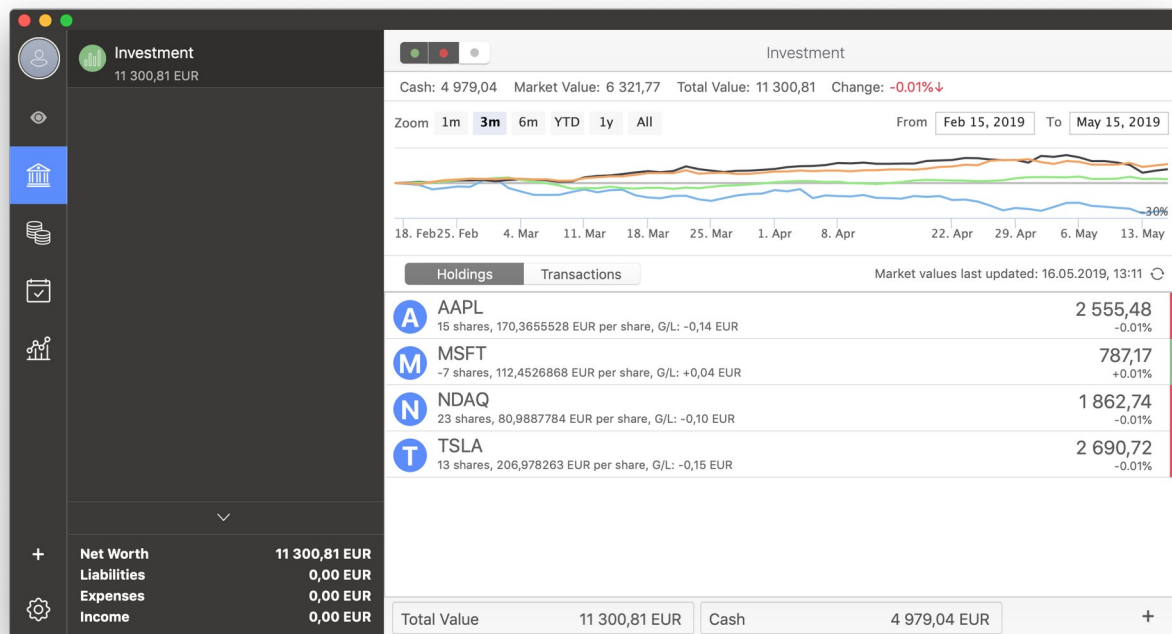 Investment
11 300,81 EUR
Net Worth 11 300,81 EUR
Liabilities 0,00 EUR
Expenses 0,00 EUR
Income 0,00 EUR
Investment
Cash: 4 979,04 Market Value: 6 321,77 Total Value: 11 300,81 Change: -0.01%↓
Zoom 1m 3m 6m YTD 1y All From Feb 15, 2019 To May 15, 2019
-30%
18. Feb 25. Feb 4. Mar 11. Mar 18. Mar 25. Mar 1. Apr 8. Apr 22. Apr 29. Apr 6. May 13. May
Holdings Transactions Market values last updated: 16.05.2019, 13:11
A AAPL 2 555,48
15 shares, 170,3655528 EUR per share, G/L: -0,14 EUR -0.01%
M MSFT 787,17
-7 shares, 112,4526868 EUR per share, G/L: +0,04 EUR +0.01%
N NDAQ 1 862,74
23 shares, 80,9887784 EUR per share, G/L: -0,10 EUR -0.01%
T TSLA 2 690,72
13 shares, 206,978263 EUR per share, G/L: -0,15 EUR -0.01%
Total Value 11 300,81 EUR Cash 4 979,04 EUR +